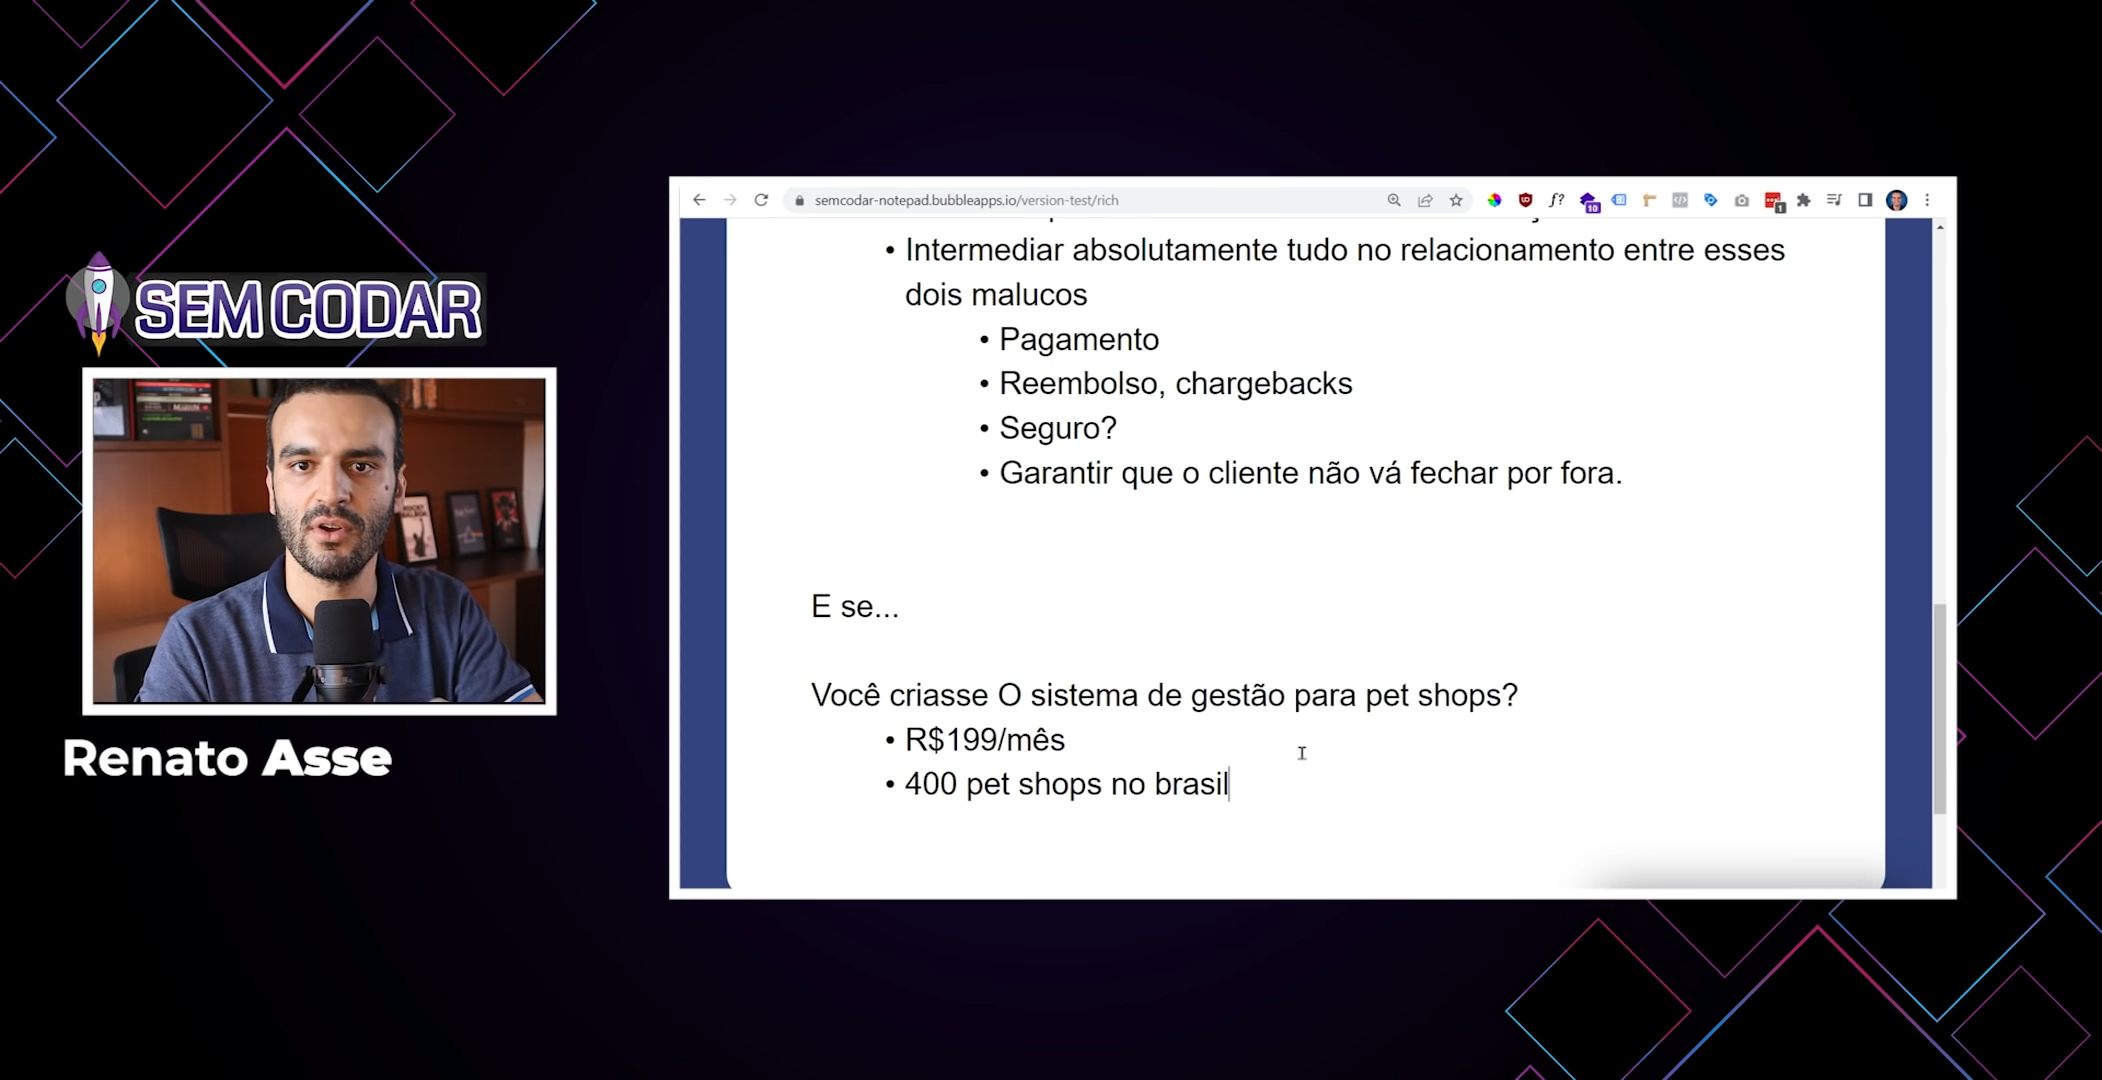 SEM CODAR
Renato Asse
semcodar-notepad.bubbleapps.io/version-test/rich
10
1
• Intermediar absolutamente tudo no relacionamento entre esses
dois malucos
• Pagamento
• Reembolso, chargebacks
• Seguro?
• Garantir que o cliente não vá fechar por fora.
E se...
Você criasse O sistema de gestão para pet shops?
• R$199/mês
• 400 pet shops no brasil